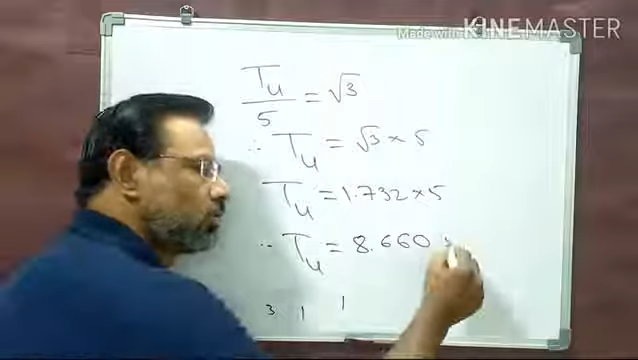 Made with KINEMASTER
Tu/5 = √3
∴ Tu = √3 × 5
Tu = 1.732 × 5
∴ Tu = 8.660
3 1 1